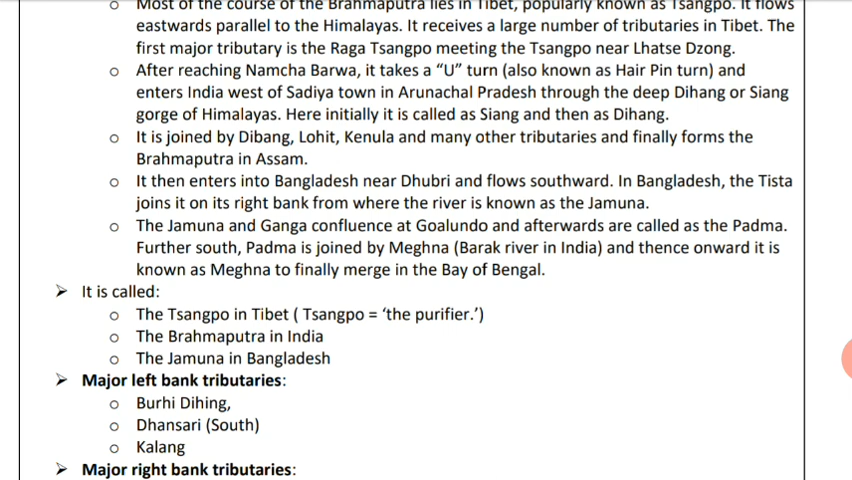 o Most of the course of the Brahmaputra lies in Tibet, popularly known as Tsangpo. It flows
eastwards parallel to the Himalayas. It receives a large number of tributaries in Tibet. The
first major tributary is the Raga Tsangpo meeting the Tsangpo near Lhatse Dzong.
o After reaching Namcha Barwa, it takes a “U” turn (also known as Hair Pin turn) and
enters India west of Sadiya town in Arunachal Pradesh through the deep Dihang or Siang
gorge of Himalayas. Here initially it is called as Siang and then as Dihang.
o It is joined by Dibang, Lohit, Kenula and many other tributaries and finally forms the
Brahmaputra in Assam.
o It then enters into Bangladesh near Dhubri and flows southward. In Bangladesh, the Tista
joins it on its right bank from where the river is known as the Jamuna.
o The Jamuna and Ganga confluence at Goalundo and afterwards are called as the Padma.
Further south, Padma is joined by Meghna (Barak river in India) and thence onward it is
known as Meghna to finally merge in the Bay of Bengal.
➢ It is called:
o The Tsangpo in Tibet ( Tsangpo = ‘the purifier.’)
o The Brahmaputra in India
o The Jamuna in Bangladesh
➢ Major left bank tributaries:
o Burhi Dihing,
o Dhansari (South)
o Kalang
➢ Major right bank tributaries: